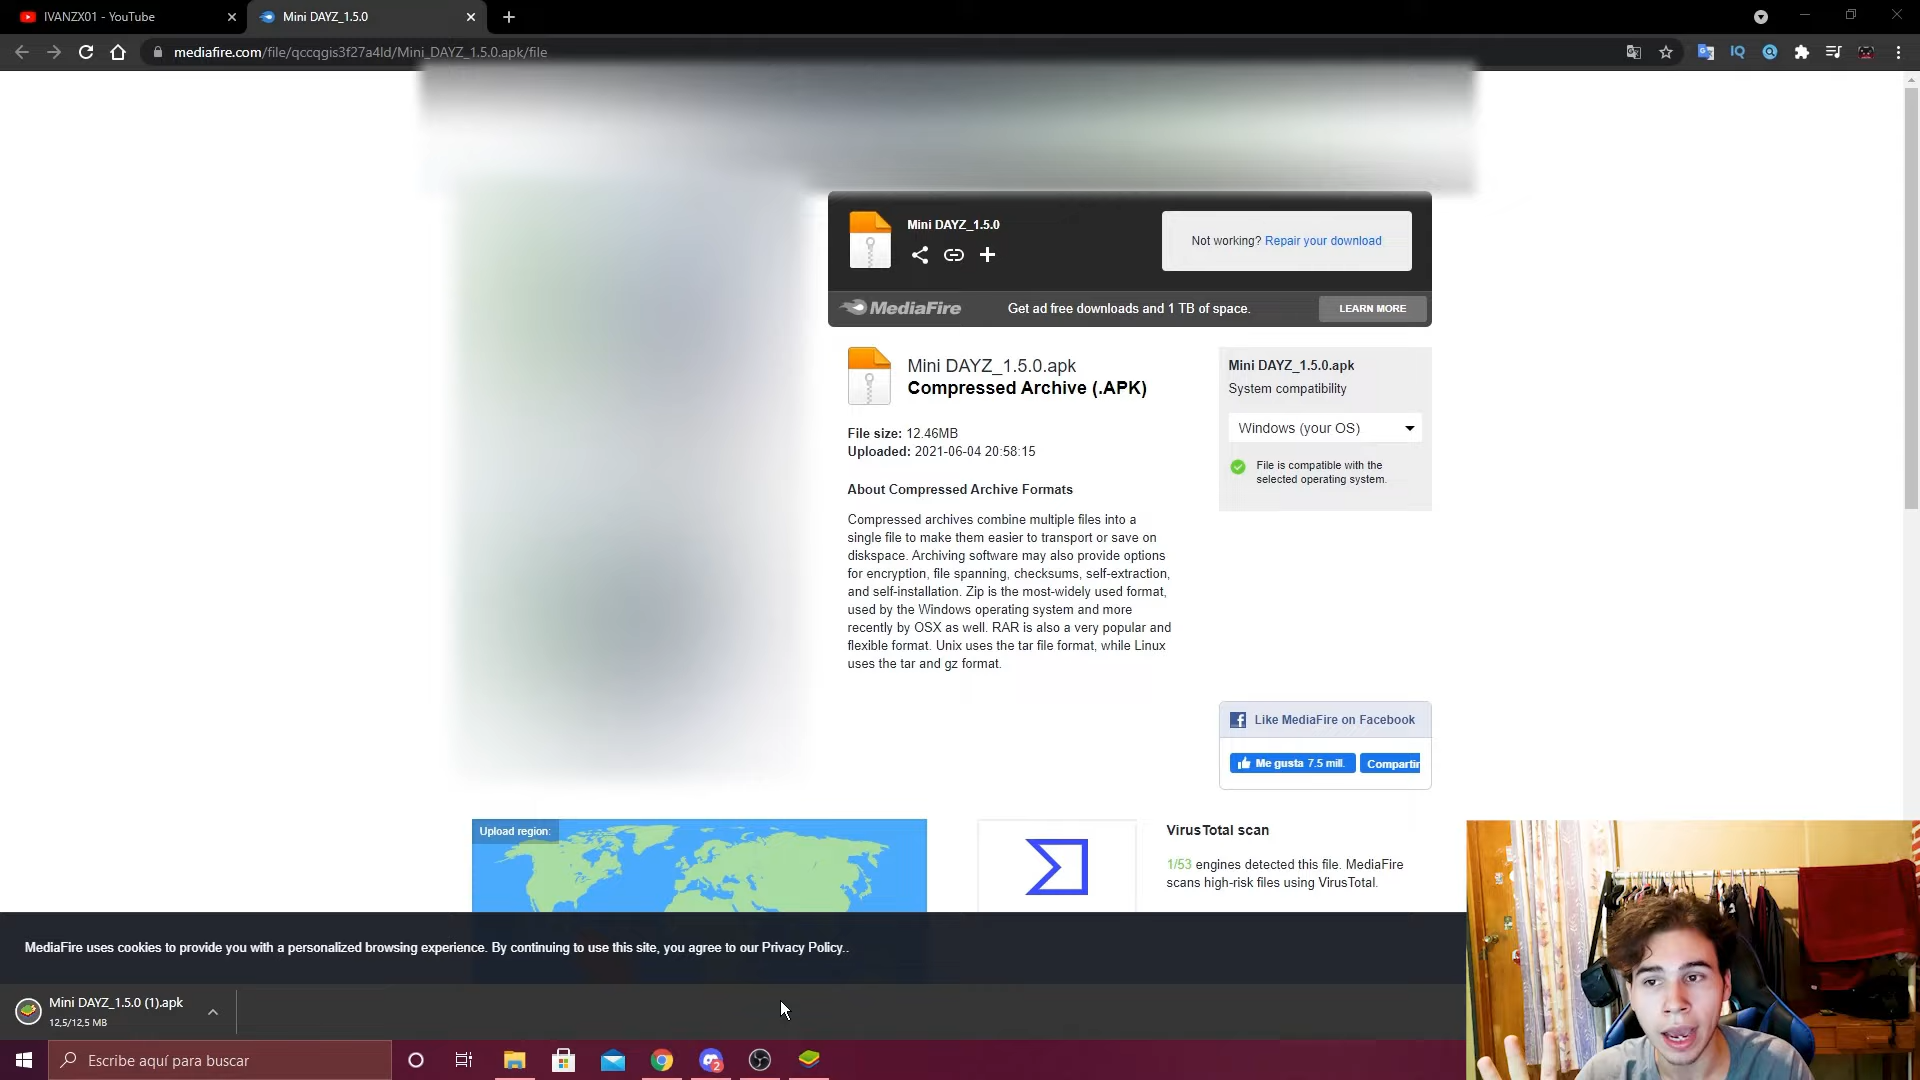 IVANZX01 - YouTube
Mini DAYZ_1.5.0
mediafire.com/file/qccqgis3f27a4ld/Mini_DAYZ_1.5.0.apk/file
Mini DAYZ_1.5.0
Not working? Repair your download
MediaFire
Get ad free downloads and 1 TB of space.
LEARN MORE
Mini DAYZ_1.5.0.apk
Compressed Archive (.APK)
File size: 12.46MB
Uploaded: 2021-06-04 20:58:15
About Compressed Archive Formats
Compressed archives combine multiple files into a
single file to make them easier to transport or save on
diskspace. Archiving software may also provide options
for encryption, file spanning, checksums, self-extraction,
and self-installation. Zip is the most-widely used format,
used by the Windows operating system and more
recently by OSX as well. RAR is also a very popular and
flexible format. Unix uses the tar file format, while Linux
uses the tar and gz format.
Mini DAYZ_1.5.0.apk
System compatibility
Windows (your OS)
File is compatible with the
selected operating system.
Like MediaFire on Facebook
Me gusta 7.5 mill.
Compartir
Upload region:
VirusTotal scan
1/53 engines detected this file. MediaFire
scans high-risk files using VirusTotal.
MediaFire uses cookies to provide you with a personalized browsing experience. By continuing to use this site, you agree to our Privacy Policy..
Mini DAYZ_1.5.0 (1).apk
12,5/12,5 MB
Escribe aquí para buscar
IQ
2